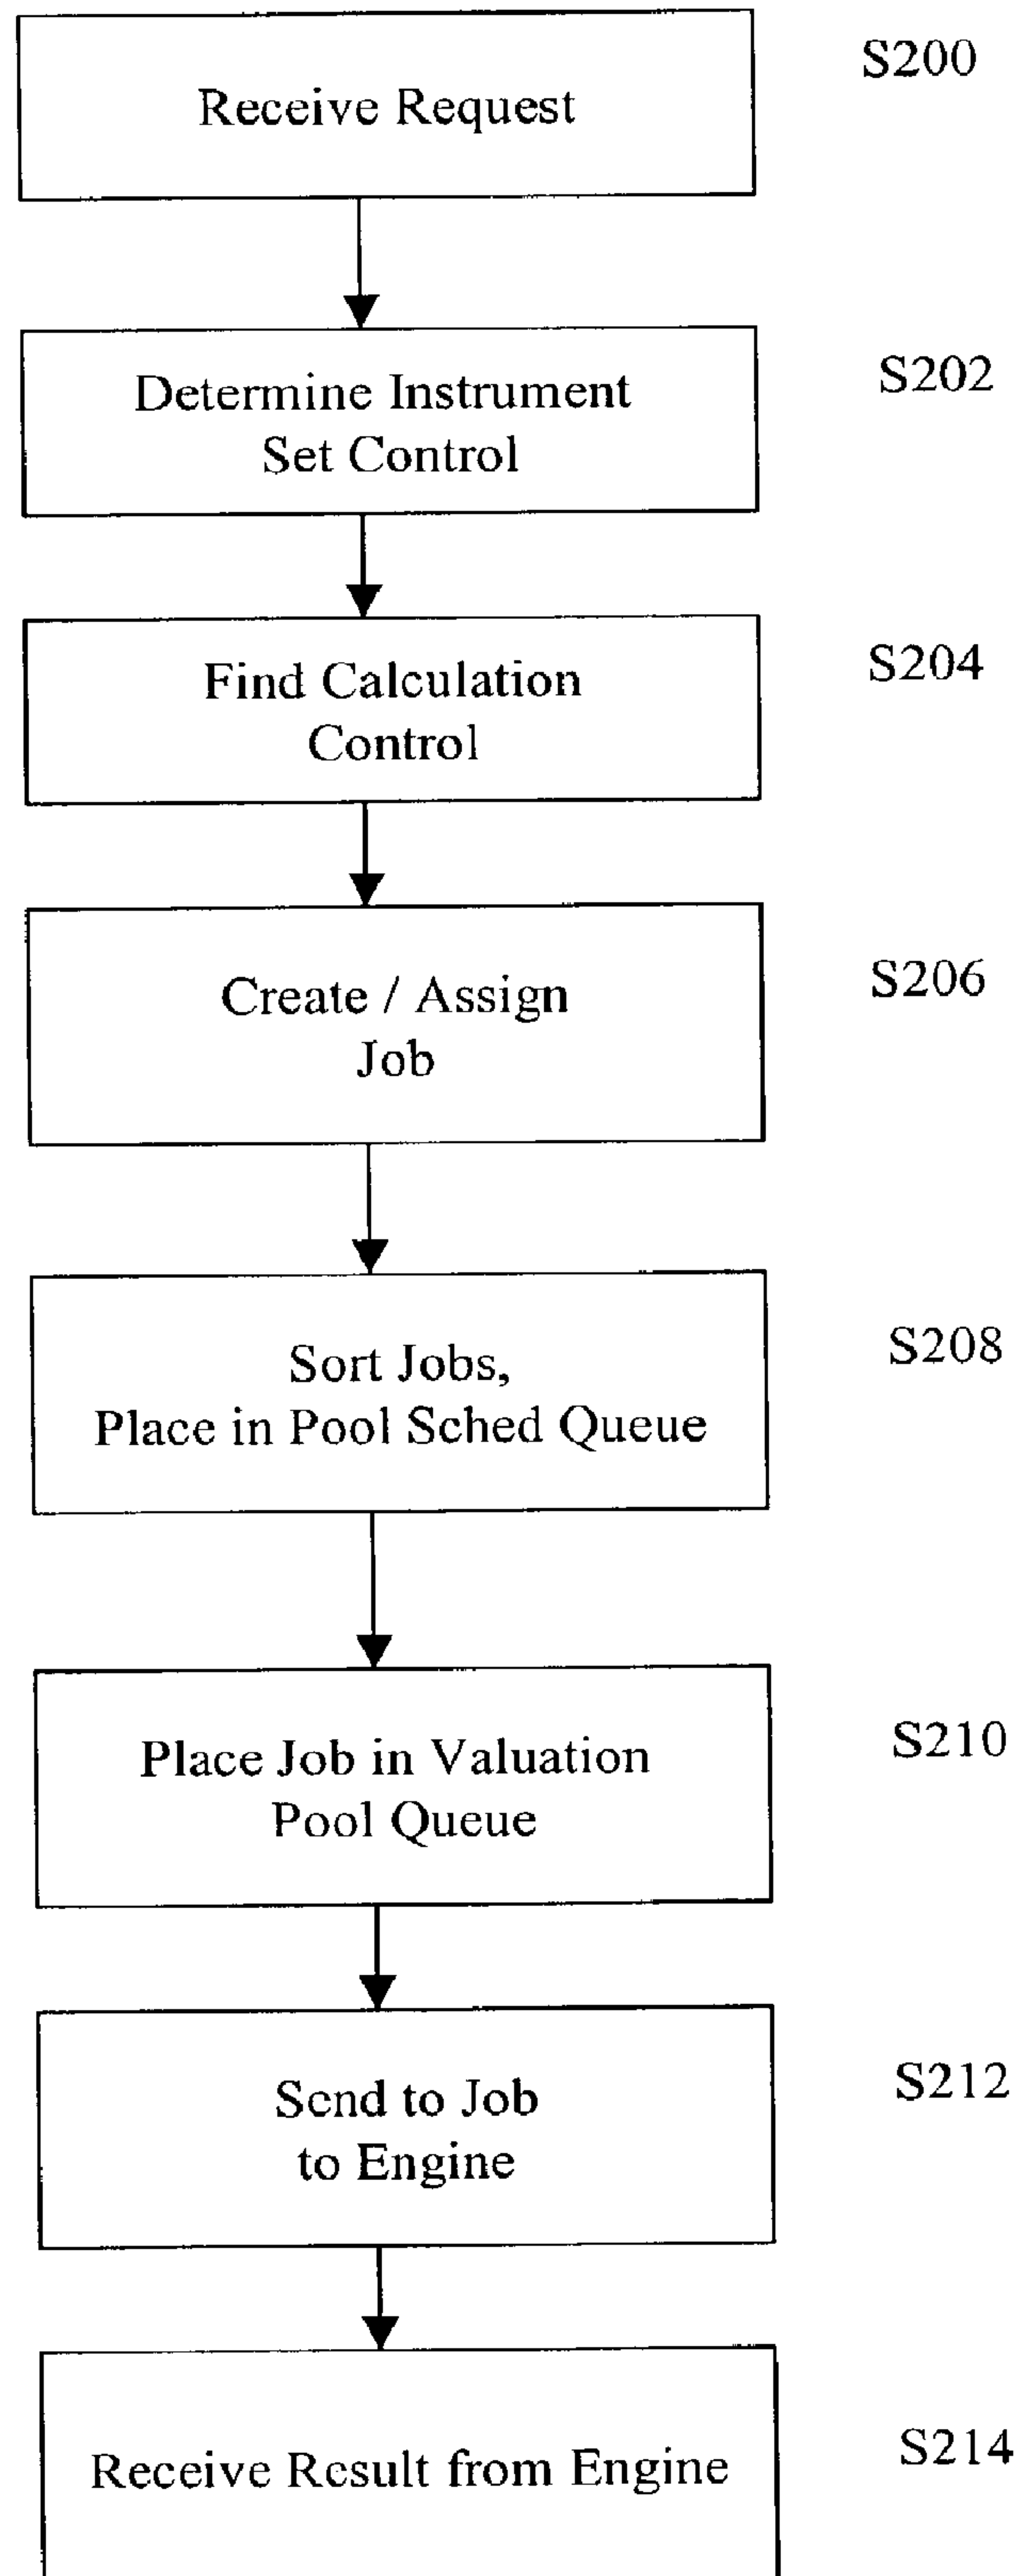 Receive Request
S200
Determine Instrument
Set Control
S202
Find Calculation
Control
S204
Create / Assign
Job
S206
Sort Jobs,
Place in Pool Sched Queue
S208
Place Job in Valuation
Pool Queue
S210
Send to Job
to Engine
S212
Receive Result from Engine
S214